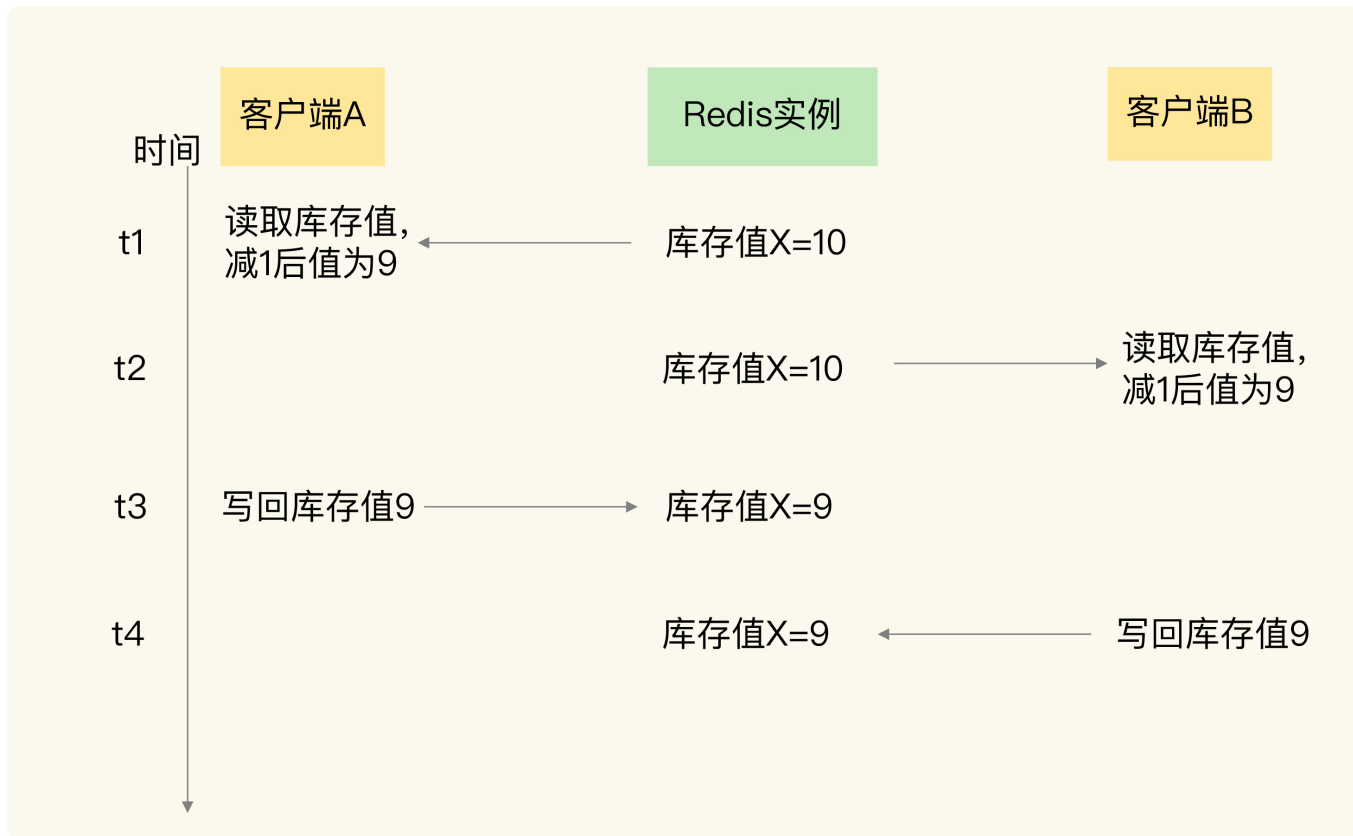 客户端A
Redis实例
客户端B
时间
t1
读取库存值，
减1后值为9
库存值X=10
t2
库存值X=10
读取库存值，
减1后值为9
t3
写回库存值9
库存值X=9
t4
库存值X=9
写回库存值9